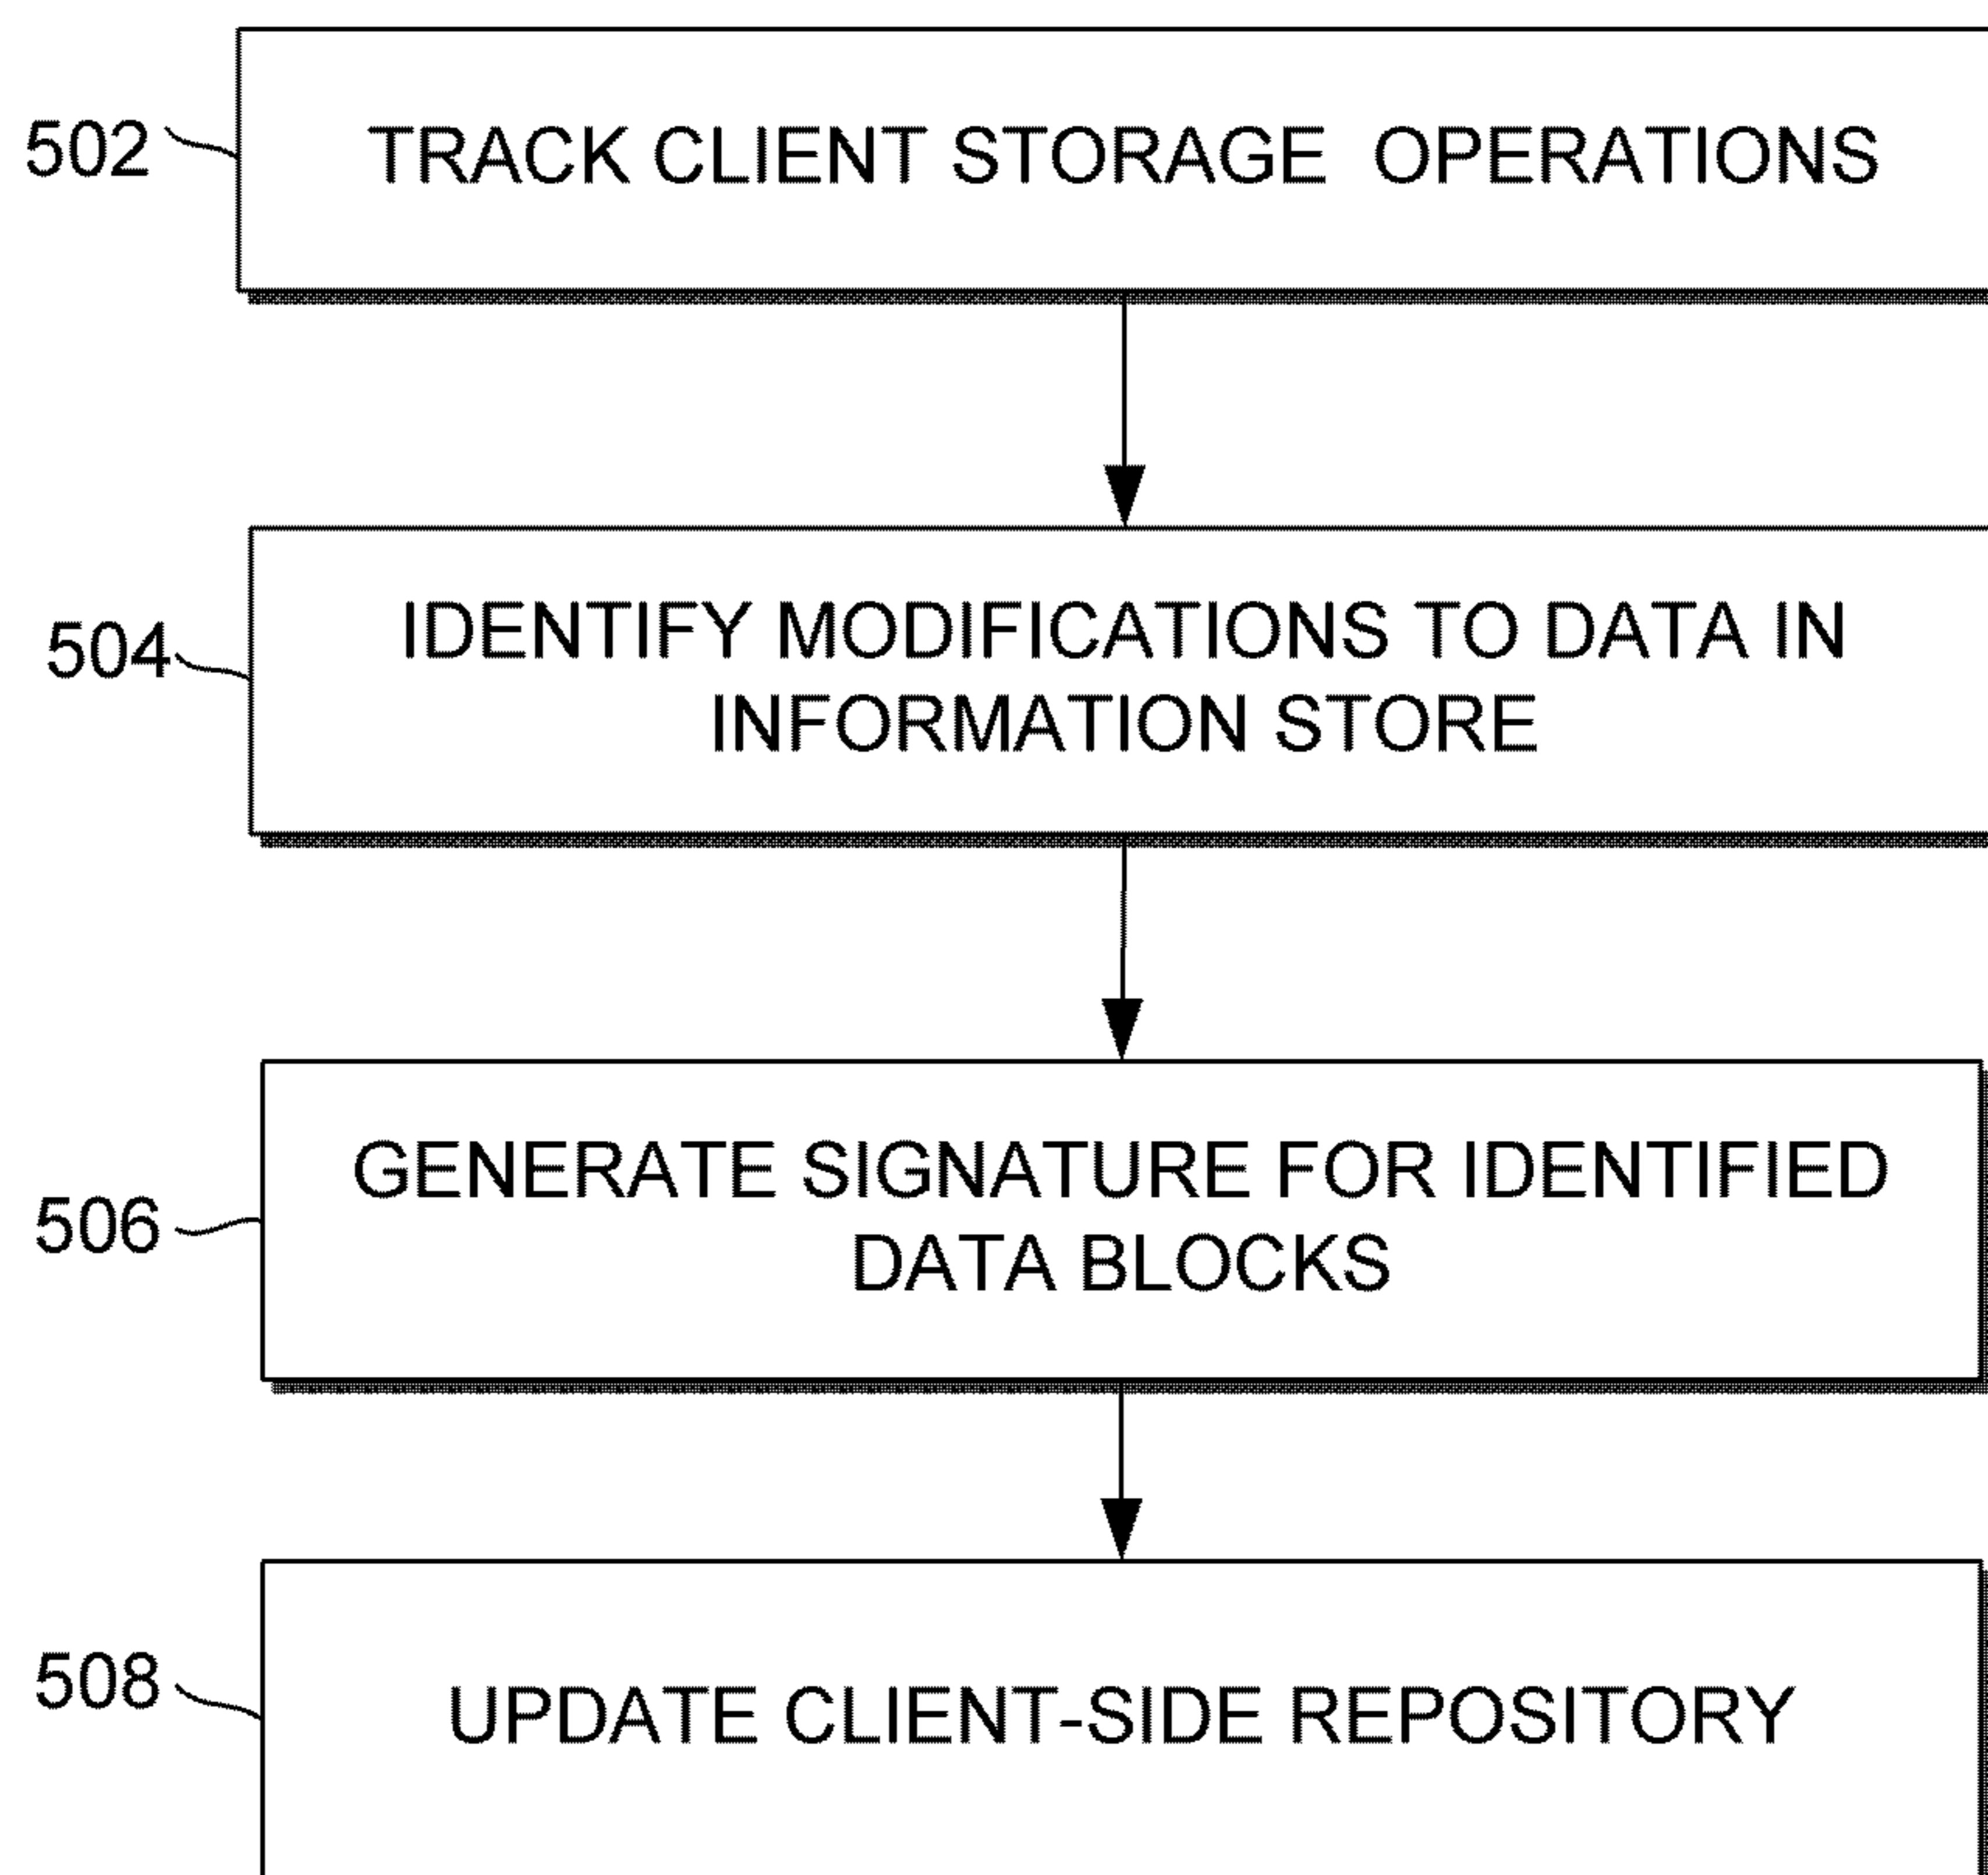 502
TRACK CLIENT STORAGE OPERATIONS
504
IDENTIFY MODIFICATIONS TO DATA IN
INFORMATION STORE
506
GENERATE SIGNATURE FOR IDENTIFIED
DATA BLOCKS
508
UPDATE CLIENT-SIDE REPOSITORY